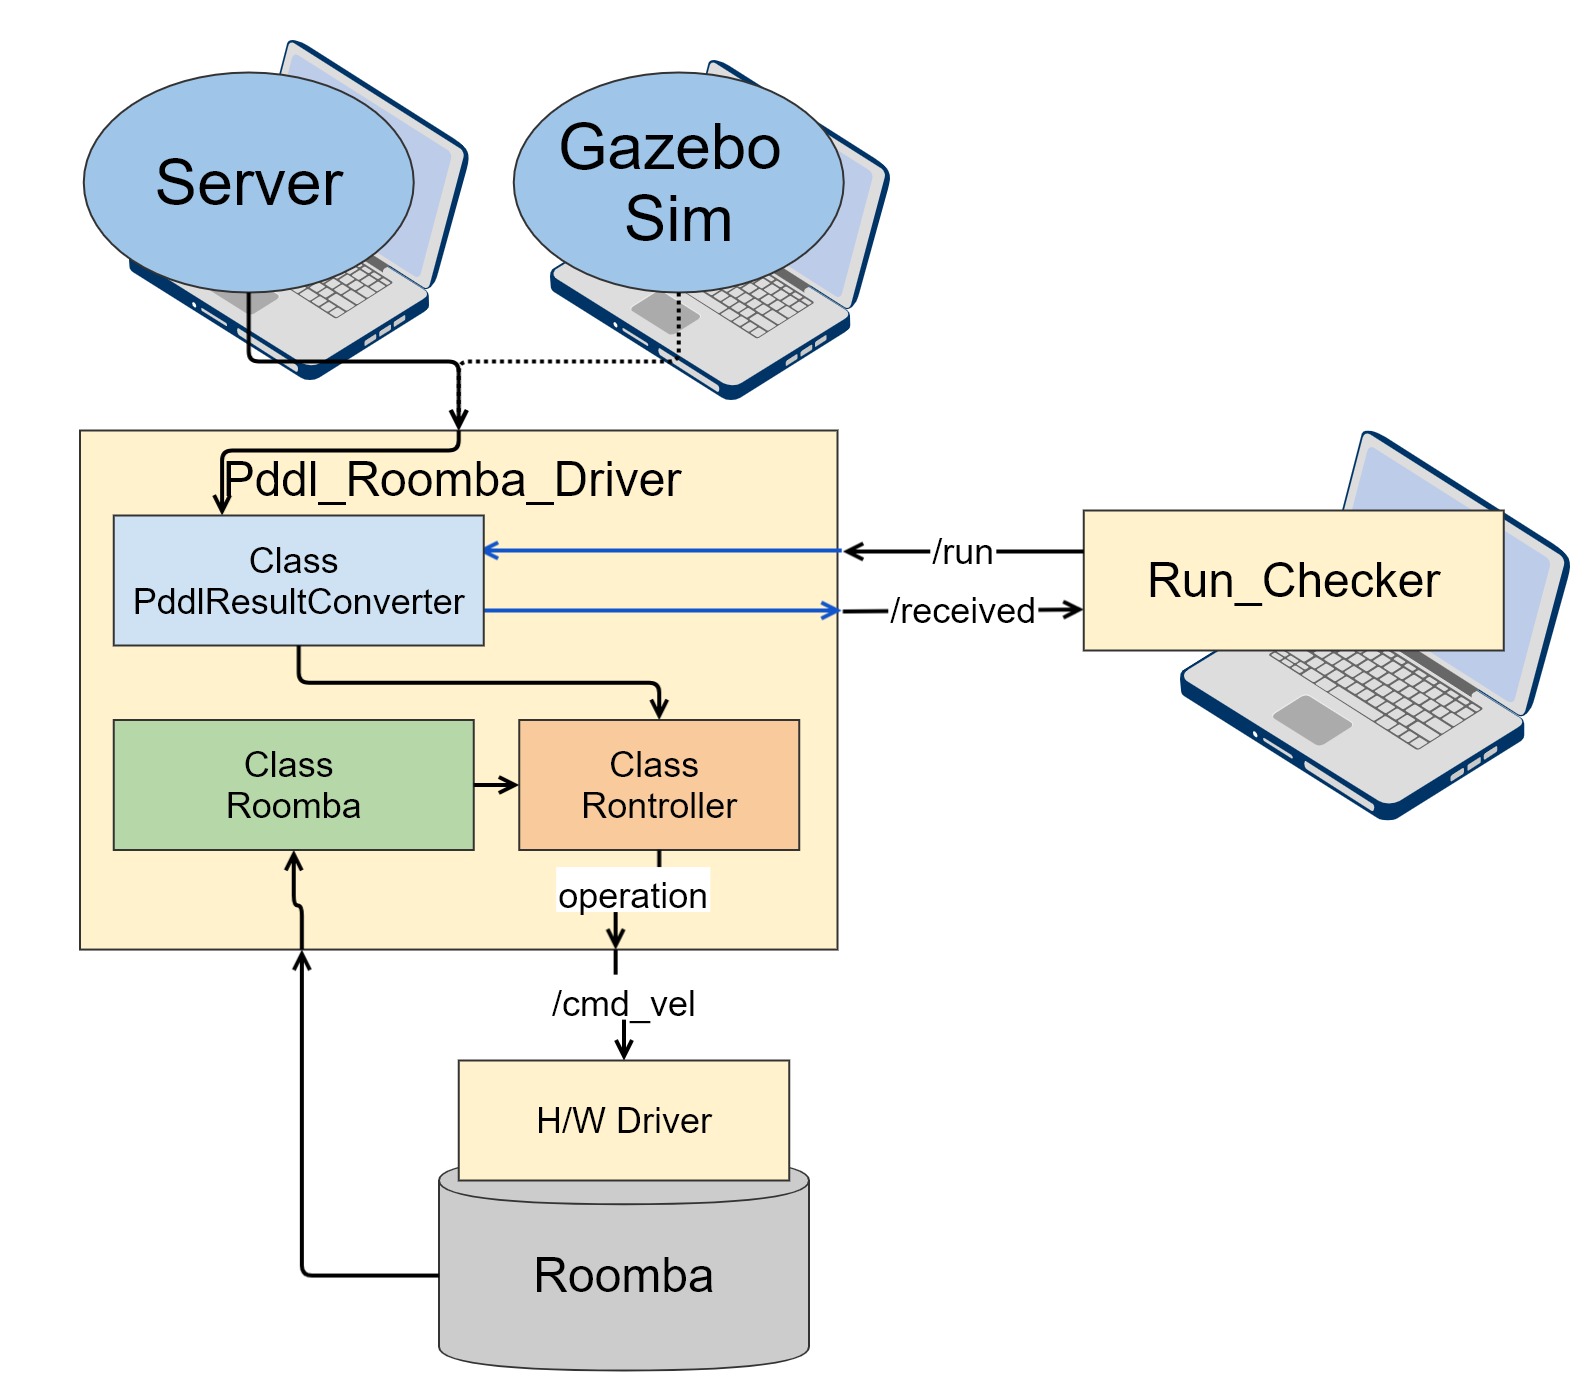 Server
Gazebo
Sim
Pddl_Roomba_Driver
Class
PddlResultConverter
/run
/received
Run_Checker
Class
Roomba
Class
Rontroller
operation
/cmd_vel
H/W Driver
Roomba